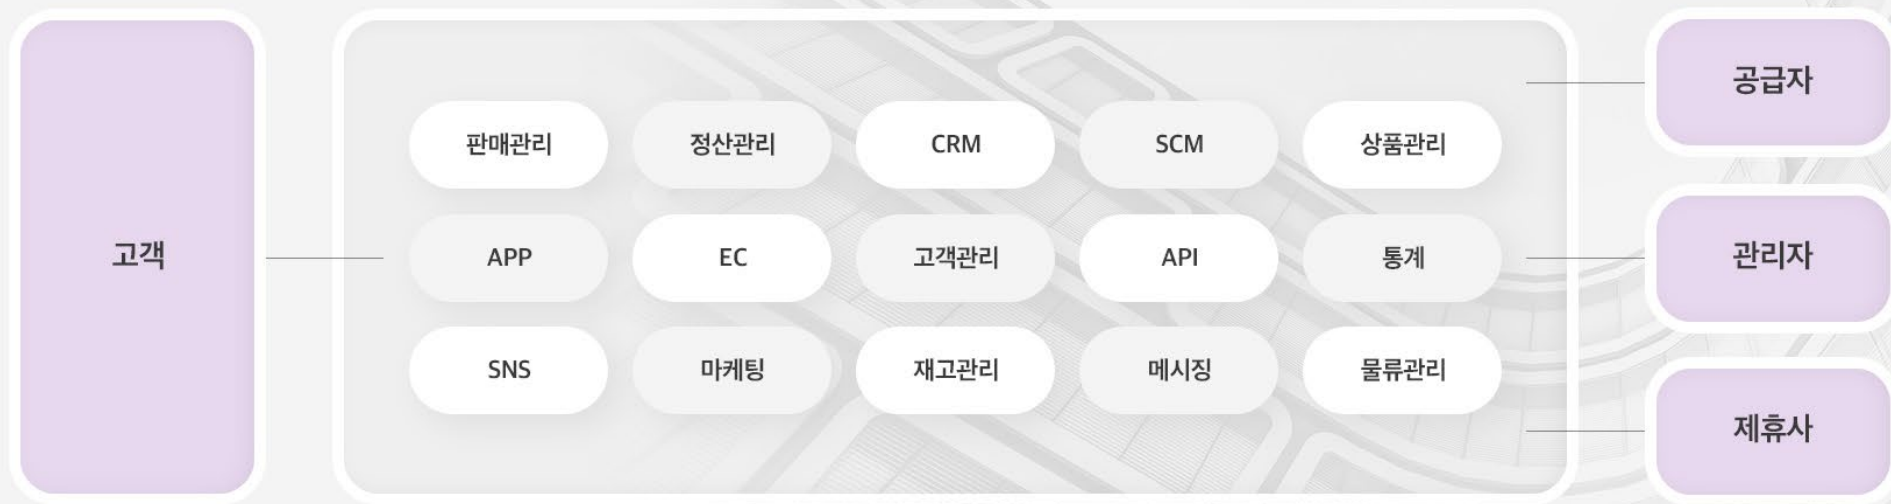 고객
판매관리
정산관리
CRM
SCM
상품관리
APP
EC
고객관리
API
통계
SNS
마케팅
재고관리
메시징
물류관리
공급자
관리자
제휴사